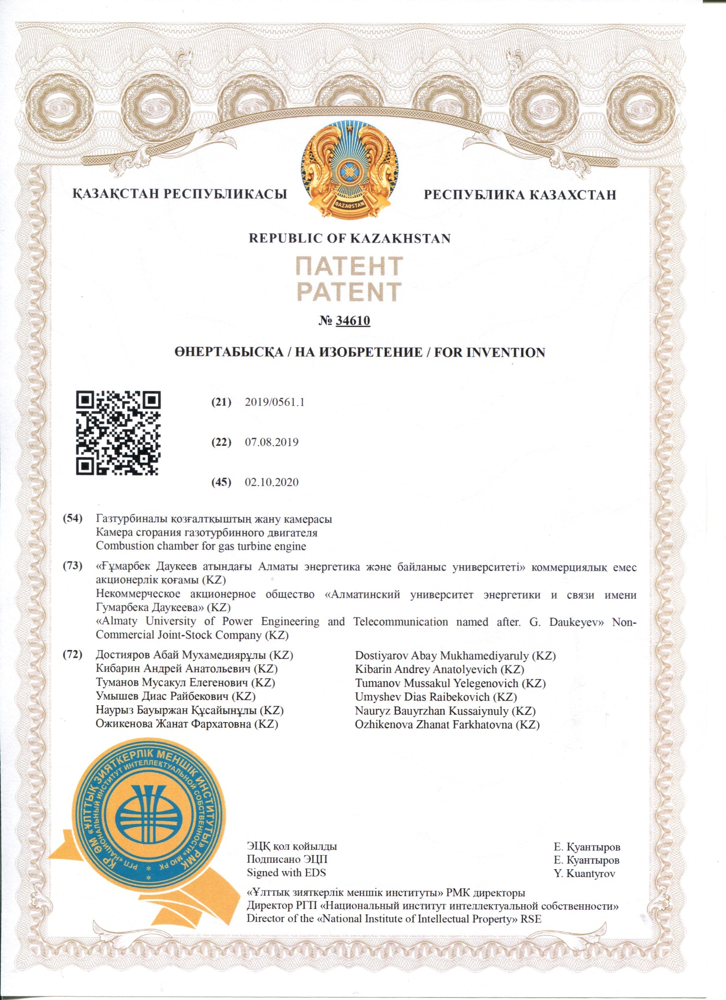 ҚАЗАҚСТАН РЕСПУБЛИКАСЫ
РЕСПУБЛИКА КАЗАХСТАН
QAZAQSTAN
REPUBLIC OF KAZAKHSTAN
ПАТЕНТ
PATENT
№ 34610
ӨНЕРТАБЫСҚА / НА ИЗОБРЕТЕНИЕ / FOR INVENTION
(21) 2019/0561.1
(22) 07.08.2019
(45) 02.10.2020
(54) Газтурбиналы қозғалтқыштың жану камерасы
Камера сгорания газотурбинного двигателя
Combustion chamber for gas turbine engine
(73) «Ғұмарбек Даукеев атындағы Алматы энергетика және байланыс университеті» коммерциялық емес
акционерлік қоғамы (KZ)
Некоммерческое акционерное общество «Алматинский университет энергетики и связи имени
Гумарбека Даукеева» (KZ)
«Almaty University of Power Engineering and Telecommunication named after. G. Daukeyev» Non-
Commercial Joint-Stock Company (KZ)
(72) Достияров Абай Мухамедиярұлы (KZ) Dostiyarov Abay Mukhamediyaruly (KZ)
Кибарин Андрей Анатольевич (KZ) Kibarin Andrey Anatolyevich (KZ)
Туманов Мусакул Елегенович (KZ) Tumanov Mussakul Yelegenovich (KZ)
Умышев Диас Райбекович (KZ) Umyshev Dias Raibekovich (KZ)
Наурыз Бауыржан Құсайынұлы (KZ) Nauryz Bauyrzhan Kussaiynuly (KZ)
Ожикенова Жанат Фархатовна (KZ) Ozhikenova Zhanat Farkhatovna (KZ)
ҚР ӘМ «ҰЛТТЫҚ ЗИЯТКЕРЛІК МЕНШІК ИНСТИТУТЫ» РМК
РГП «НАЦИОНАЛЬНЫЙ ИНСТИТУТ ИНТЕЛЛЕКТУАЛЬНОЙ СОБСТВЕННОСТИ» МЮ РК
ЭЦҚ қол қойылды Е. Қуантыров
Подписано ЭЦП Е. Куантыров
Signed with EDS Y. Kuantyrov
«Ұлттық зияткерлік меншік институты» РМК директоры
Директор РГП «Национальный институт интеллектуальной собственности»
Director of the «National Institute of Intellectual Property» RSE